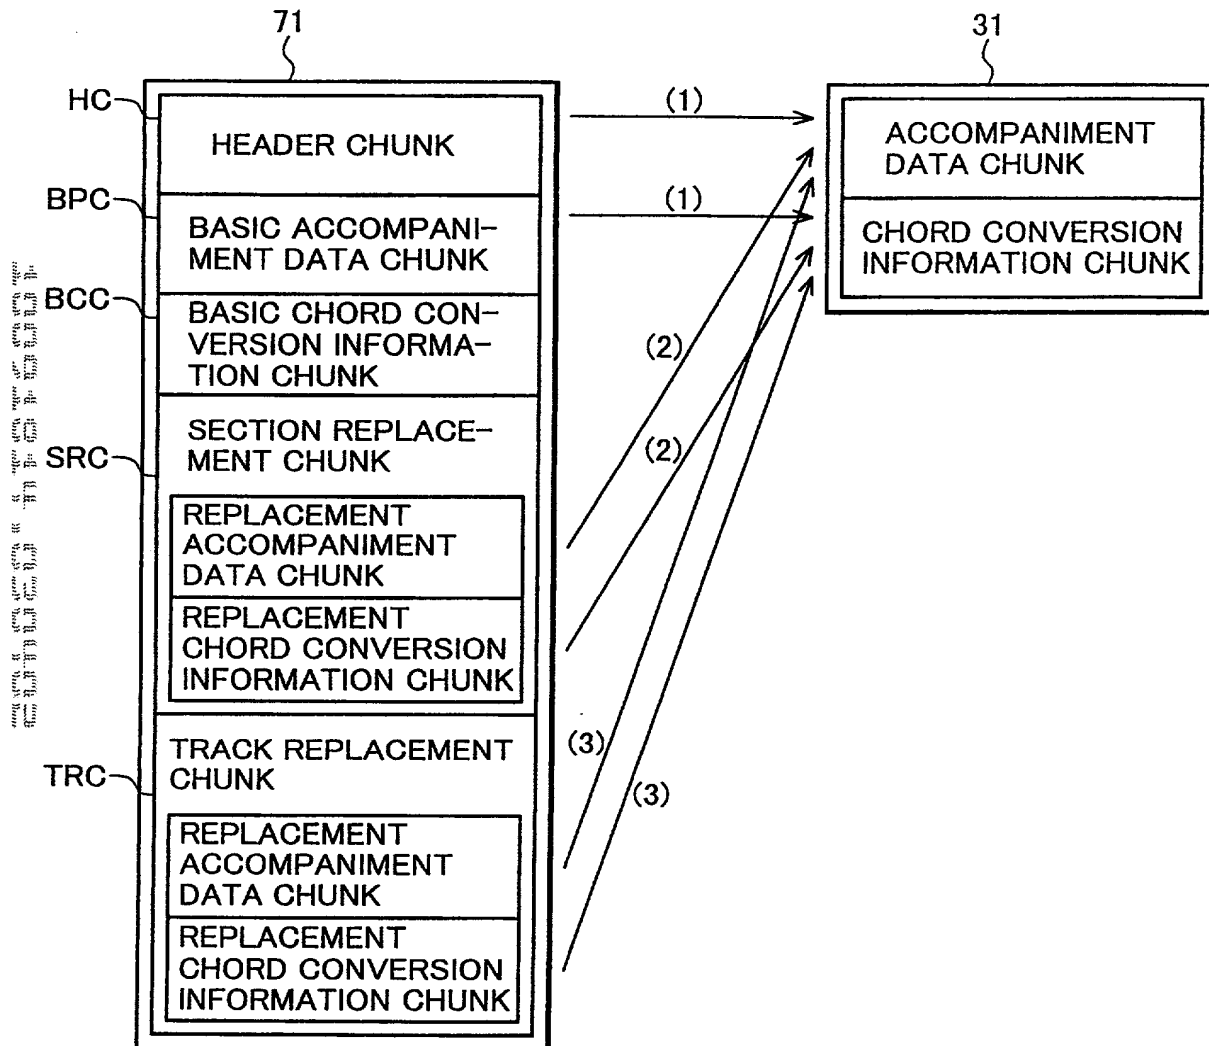 71
31
HC
HEADER CHUNK
(1)
ACCOMPANIMENT
DATA CHUNK
BPC
BASIC ACCOMPANI-
MENT DATA CHUNK
(1)
CHORD CONVERSION
INFORMATION CHUNK
BCC
BASIC CHORD CON-
VERSION INFORMA-
TION CHUNK
(2)
SRC
SECTION REPLACE-
MENT CHUNK
(2)
REPLACEMENT
ACCOMPANIMENT
DATA CHUNK
REPLACEMENT
CHORD CONVERSION
INFORMATION CHUNK
TRC
TRACK REPLACEMENT
CHUNK
(3)
(3)
REPLACEMENT
ACCOMPANIMENT
DATA CHUNK
REPLACEMENT
CHORD CONVERSION
INFORMATION CHUNK